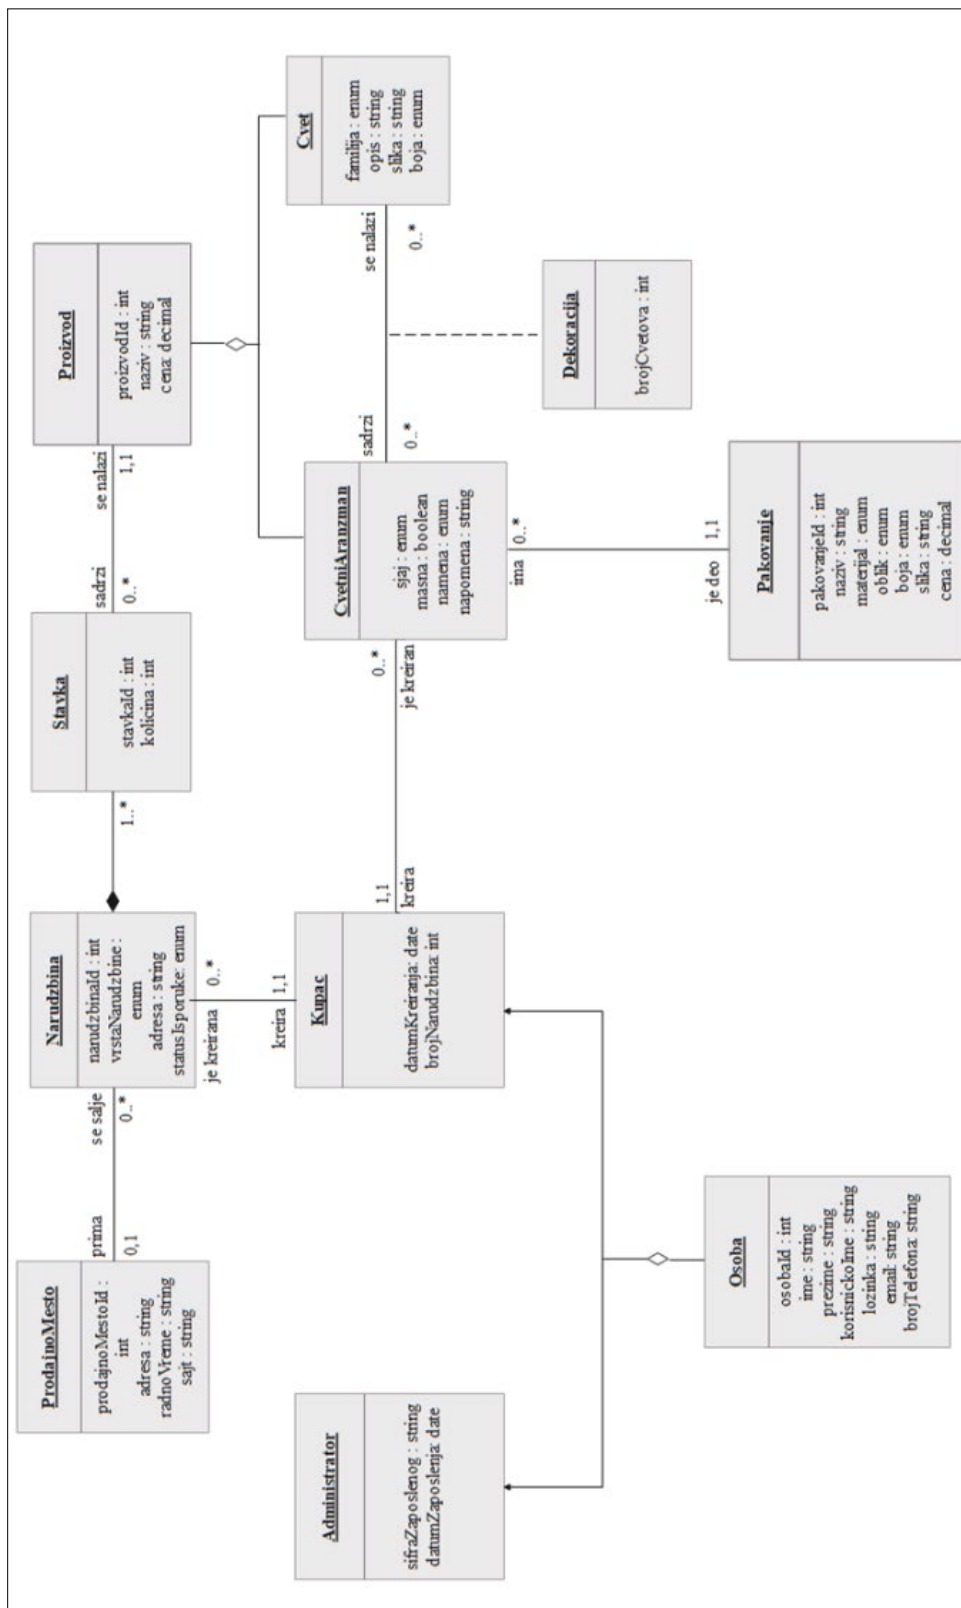 ProdajnoMesto
prodajnoMestoId :
int
adresa : string
radnoVreme : string
sajt : string
prima
0,1
se salje
0..*
Narudzbina
narudzbinaId : int
vrstaNarudzbine :
enum
adresa : string
statusIsporuke: enum
1..*
Stavka
stavkaId : int
kolicina : int
sadrzi
0..*
se nalazi
1,1
Proizvod
proizvodId : int
naziv : string
cena: decimal
je kreirana
0..*
kreira
1,1
Administrator
sifraZaposlenog : string
datumZaposlenja: date
Kupac
datumKreiranja: date
brojNarudzbina: int
1,1
kreira
0..*
je kreiran
CvetniAranzman
sjaj : enum
masna : boolean
namena : enum
napomena : string
sadrzi
0..*
se nalazi
0..*
Cvet
familija : enum
opis : string
slika : string
boja : enum
ima
0..*
je deo
1,1
Dekoracija
brojCvetova : int
Osoba
osobaId : int
ime : string
prezime : string
korisnickoIme : string
lozinka : string
email: string
brojTelefona: string
Pakovanje
pakovanjeId : int
naziv : string
materijal : enum
oblik : enum
boja : enum
slika : string
cena : decimal